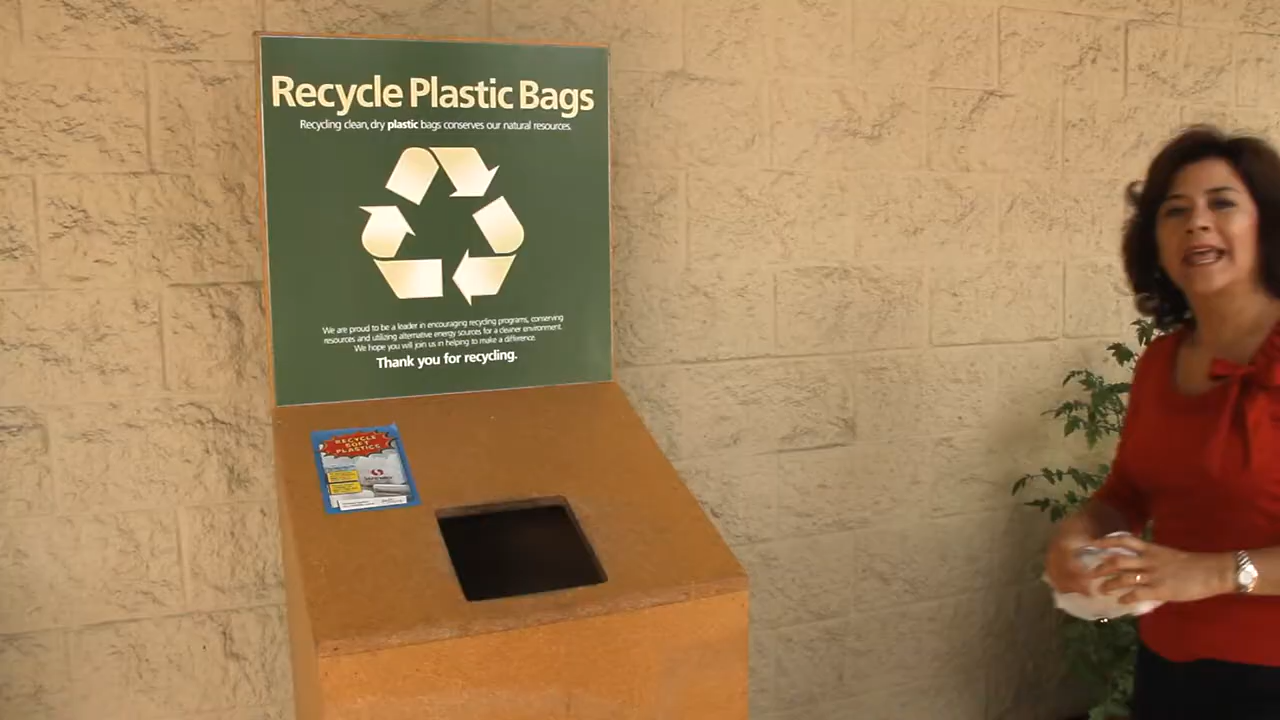 Recycle Plastic Bags
Recycling clean, dry plastic bags conserves our natural resources.
We are proud to be a leader in encouraging recycling programs, conserving
resources and utilizing alternative energy sources for a cleaner environment.
We hope you will join us in helping to make a difference.
Thank you for recycling.
RECYCLE
SOFT
PLASTICS